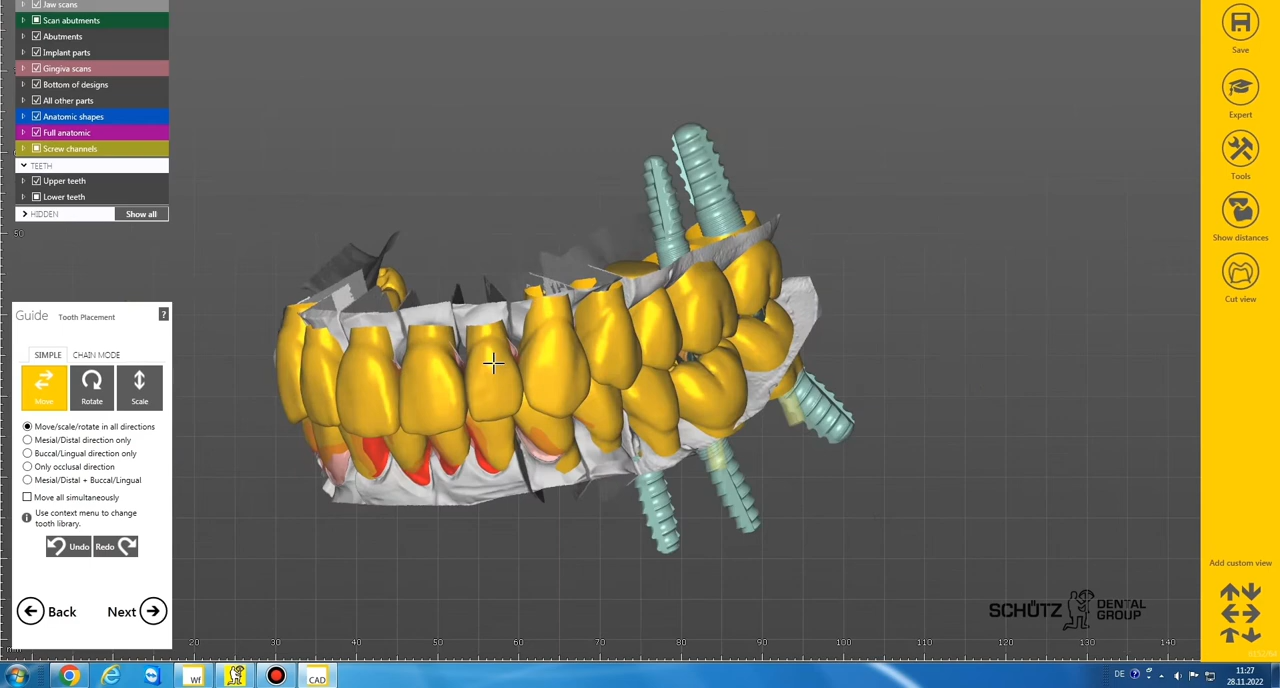 Jaw scans
Scan abutments
Abutments
Implant parts
Gingiva scans
Bottom of designs
All other parts
Anatomic shapes
Full anatomic
Screw channels
TEETH
Upper teeth
Lower teeth
HIDDEN Show all
50
Guide Tooth Placement ?
SIMPLE CHAIN MODE
Move Rotate Scale
Move/scale/rotate in all directions
Mesial/Distal direction only
Buccal/Lingual direction only
Only occlusal direction
Mesial/Distal + Buccal/Lingual
Move all simultaneously
Use context menu to change
tooth library.
Undo Redo
Back Next
Save
Expert
Tools
Show distances
Cut view
Add custom view
SCHÜTZ DENTAL
GROUP
20 30 40 50 60 70 80 90 100 110 120 130 140
Wf CAD
DE 11:27
28.11.2022